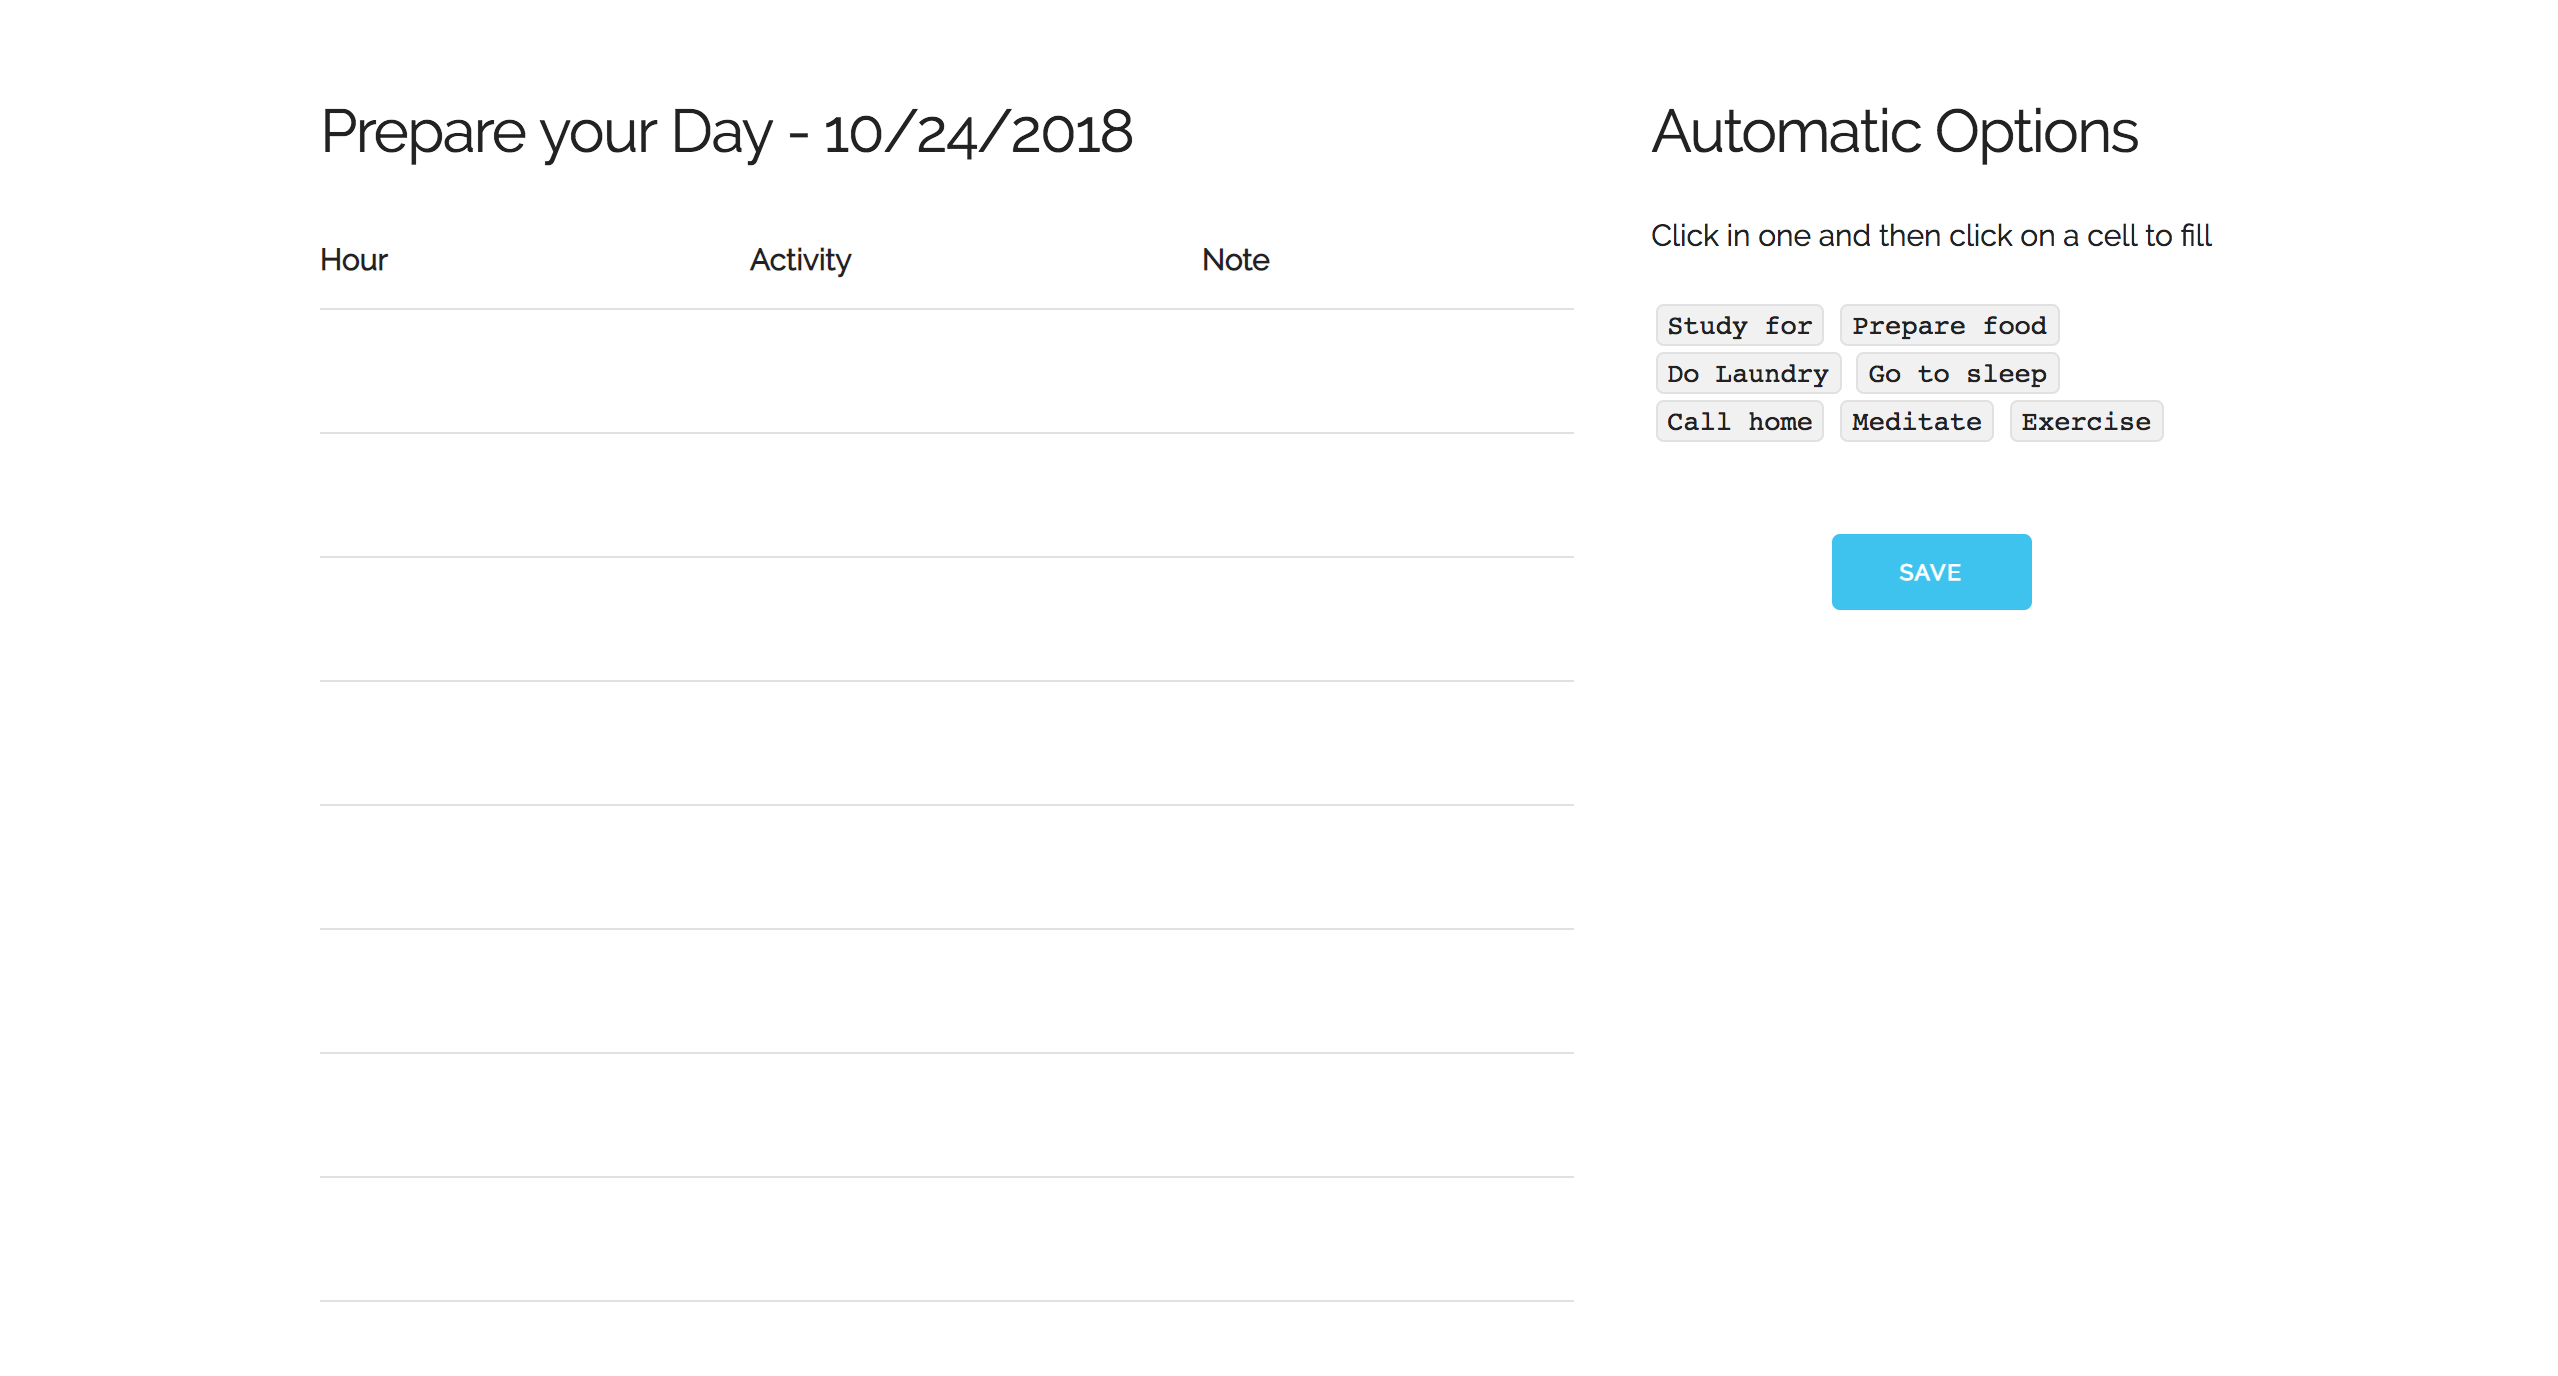 Prepare your Day - 10/24/2018
Hour Activity Note
Automatic Options
Click in one and then click on a cell to fill
Study for Prepare food
Do Laundry Go to sleep
Call home Meditate Exercise
SAVE